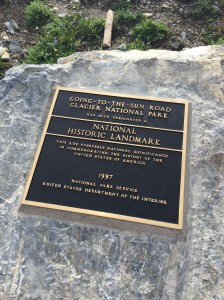 GOING-TO-THE-SUN ROAD
GLACIER NATIONAL PARK
HAS BEEN DESIGNATED A
NATIONAL
HISTORIC LANDMARK
THIS SITE POSSESSES NATIONAL SIGNIFICANCE
IN COMMEMORATING THE HISTORY OF THE
UNITED STATES OF AMERICA
1997
NATIONAL PARK SERVICE
UNITED STATES DEPARTMENT OF THE INTERIOR